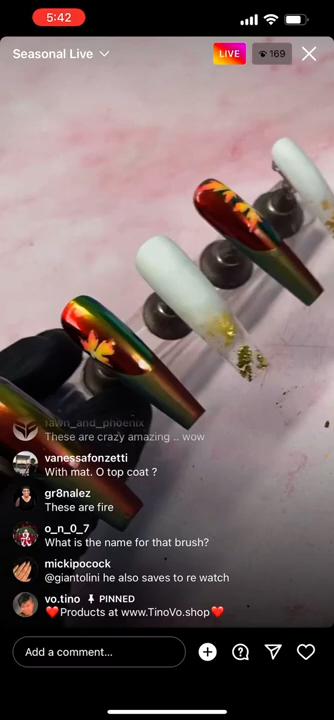 5:42
Seasonal Live
LIVE
169
fawn_and_phoenix
These are crazy amazing .. wow
vanessafonzetti
With mat. O top coat ?
gr8nalez
These are fire
o_n_0_7
What is the name for that brush?
mickipocock
@giantolini he also saves to re watch
vo.tino PINNED
❤️Products at www.TinoVo.shop❤️
Add a comment...